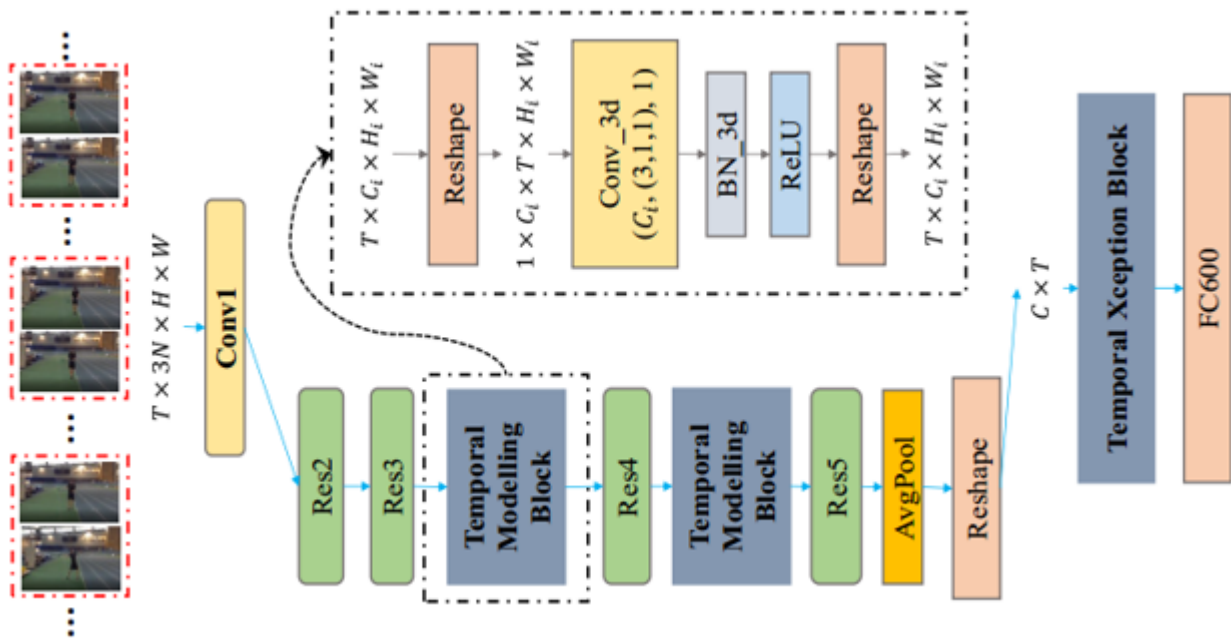 T × 3N × H × W
Conv1
Res2
Res3
Temporal
Modelling
Block
Res4
Temporal
Modelling
Block
Res5
AvgPool
Reshape
T × C_i × H_i × W_i
Reshape
1 × C_i × T × H_i × W_i
Conv_3d
(C_i, (3,1,1), 1)
BN_3d
ReLU
Reshape
T × C_i × H_i × W_i
C × T
Temporal Xception Block
FC600